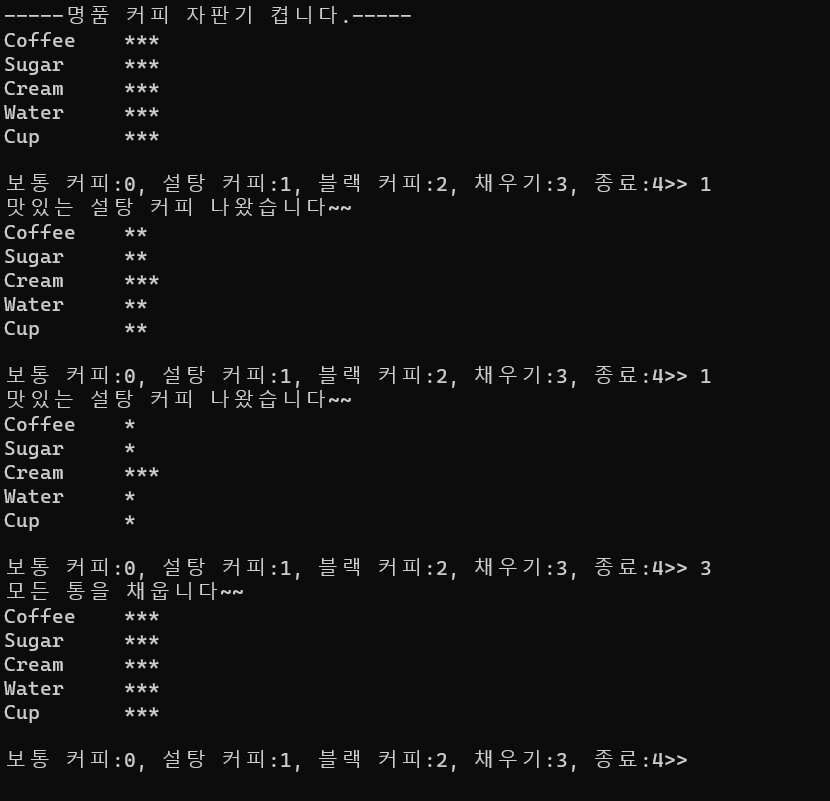 -----명품 커피 자판기 켭니다.-----
Coffee    ***
Sugar     ***
Cream     ***
Water     ***
Cup       ***
보통 커피:0, 설탕 커피:1, 블랙 커피:2, 채우기:3, 종료:4>> 1
맛있는 설탕 커피 나왔습니다~~
Coffee    **
Sugar     **
Cream     ***
Water     **
Cup       **
보통 커피:0, 설탕 커피:1, 블랙 커피:2, 채우기:3, 종료:4>> 1
맛있는 설탕 커피 나왔습니다~~
Coffee    *
Sugar     *
Cream     ***
Water     *
Cup       *
보통 커피:0, 설탕 커피:1, 블랙 커피:2, 채우기:3, 종료:4>> 3
모든 통을 채웁니다~~
Coffee    ***
Sugar     ***
Cream     ***
Water     ***
Cup       ***
보통 커피:0, 설탕 커피:1, 블랙 커피:2, 채우기:3, 종료:4>>